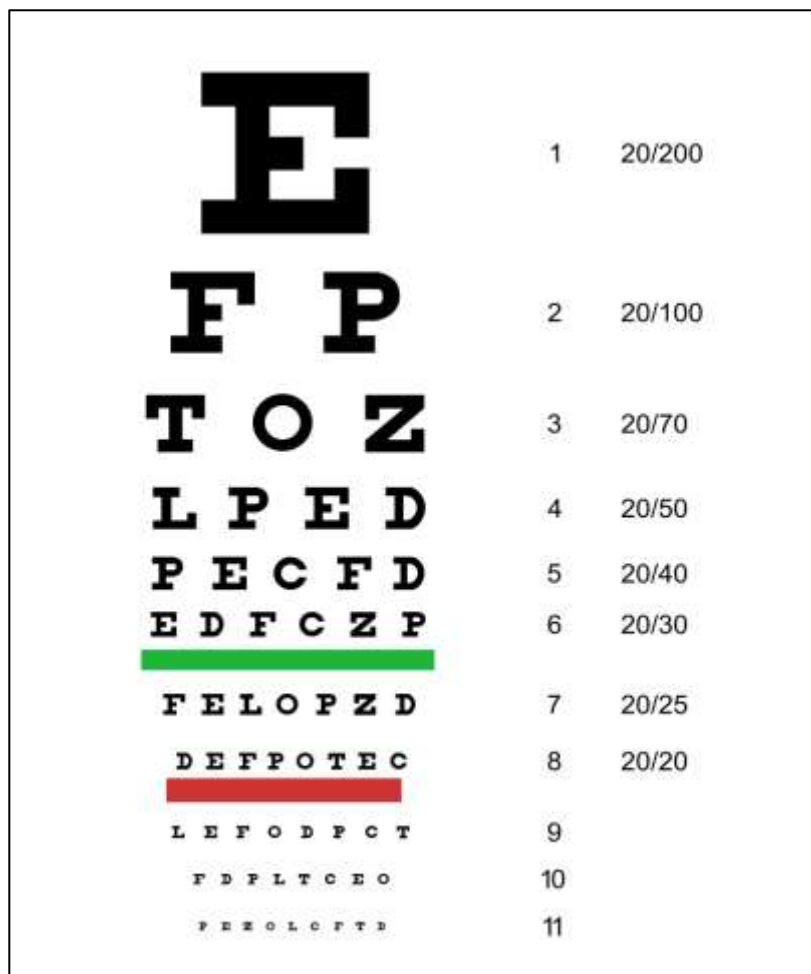 E 1 20/200
F P 2 20/100
T O Z 3 20/70
L P E D 4 20/50
P E C F D 5 20/40
E D F C Z P 6 20/30
F E L O P Z D 7 20/25
D E F P O T E C 8 20/20
L E F O D P C T 9
F D P L T C E O 10
P E Z O L C F T D 11